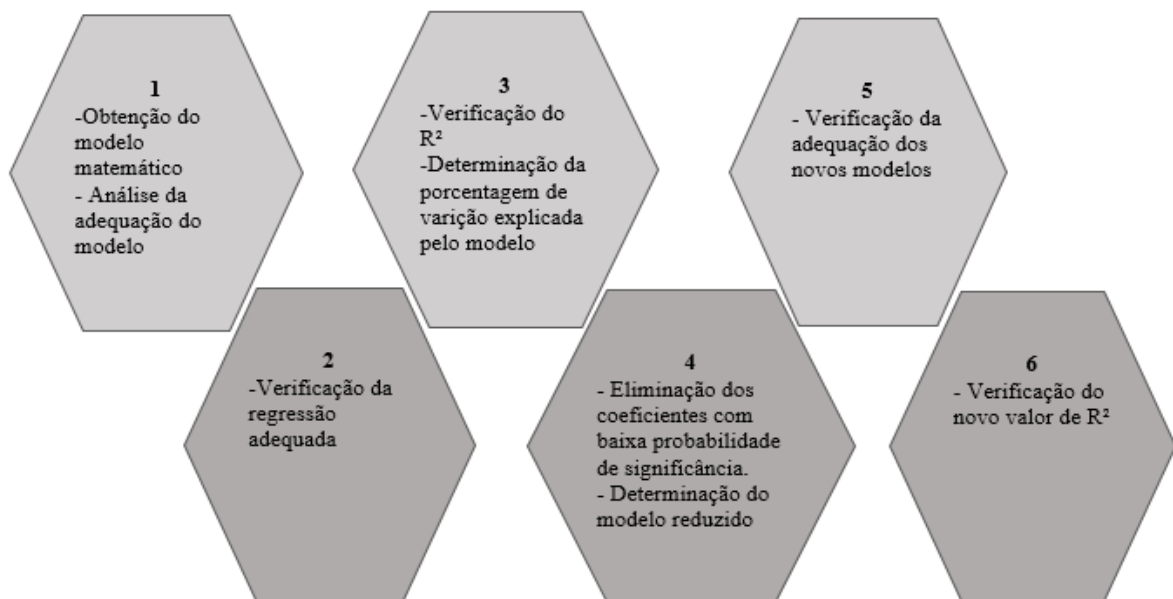 1
-Obtenção do
modelo
matemático
- Análise da
adequação do
modelo
2
-Verificação da
regressão
adequada
3
-Verificação do
R²
-Determinação da
porcentagem de
varição explicada
pelo modelo
4
- Eliminação dos
coeficientes com
baixa probabilidade
de significância.
- Determinação do
modelo reduzido
5
- Verificação da
adequação dos
novos modelos
6
- Verificação do
novo valor de R²